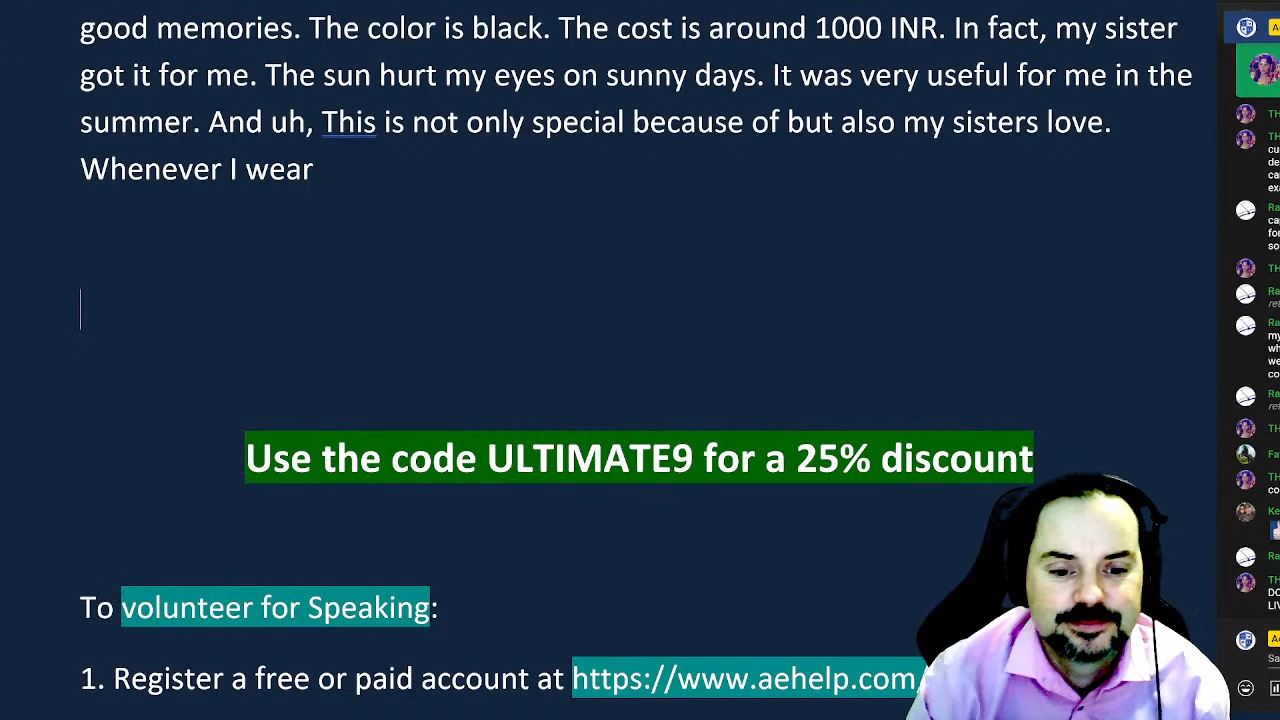 good memories. The color is black. The cost is around 1000 INR. In fact, my sister
got it for me. The sun hurt my eyes on sunny days. It was very useful for me in the
summer. And uh, This is not only special because of but also my sisters love.
Whenever I wear
Use the code ULTIMATE9 for a 25% discount
To volunteer for Speaking:
1. Register a free or paid account at https://www.aehelp.com/